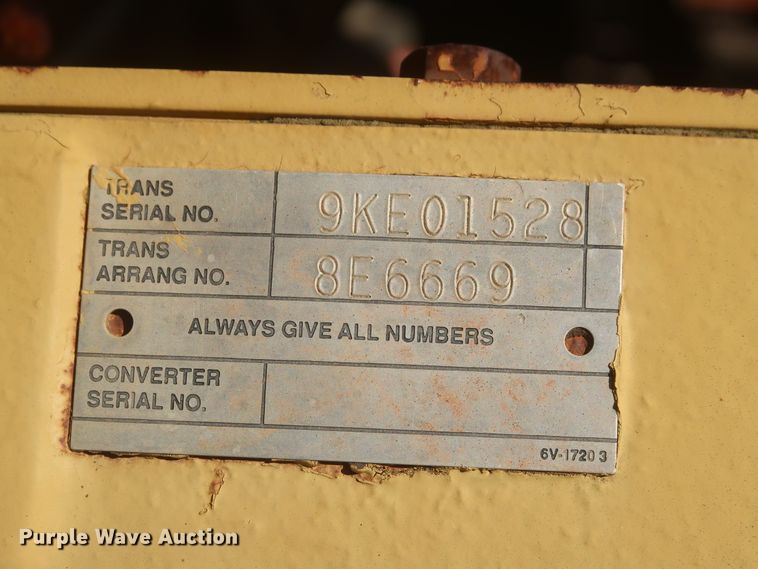 TRANS
SERIAL NO.
9KE01528
TRANS
ARRANG NO.
8E6669
ALWAYS GIVE ALL NUMBERS
CONVERTER
SERIAL NO.
6V-1720 3
Purple Wave Auction